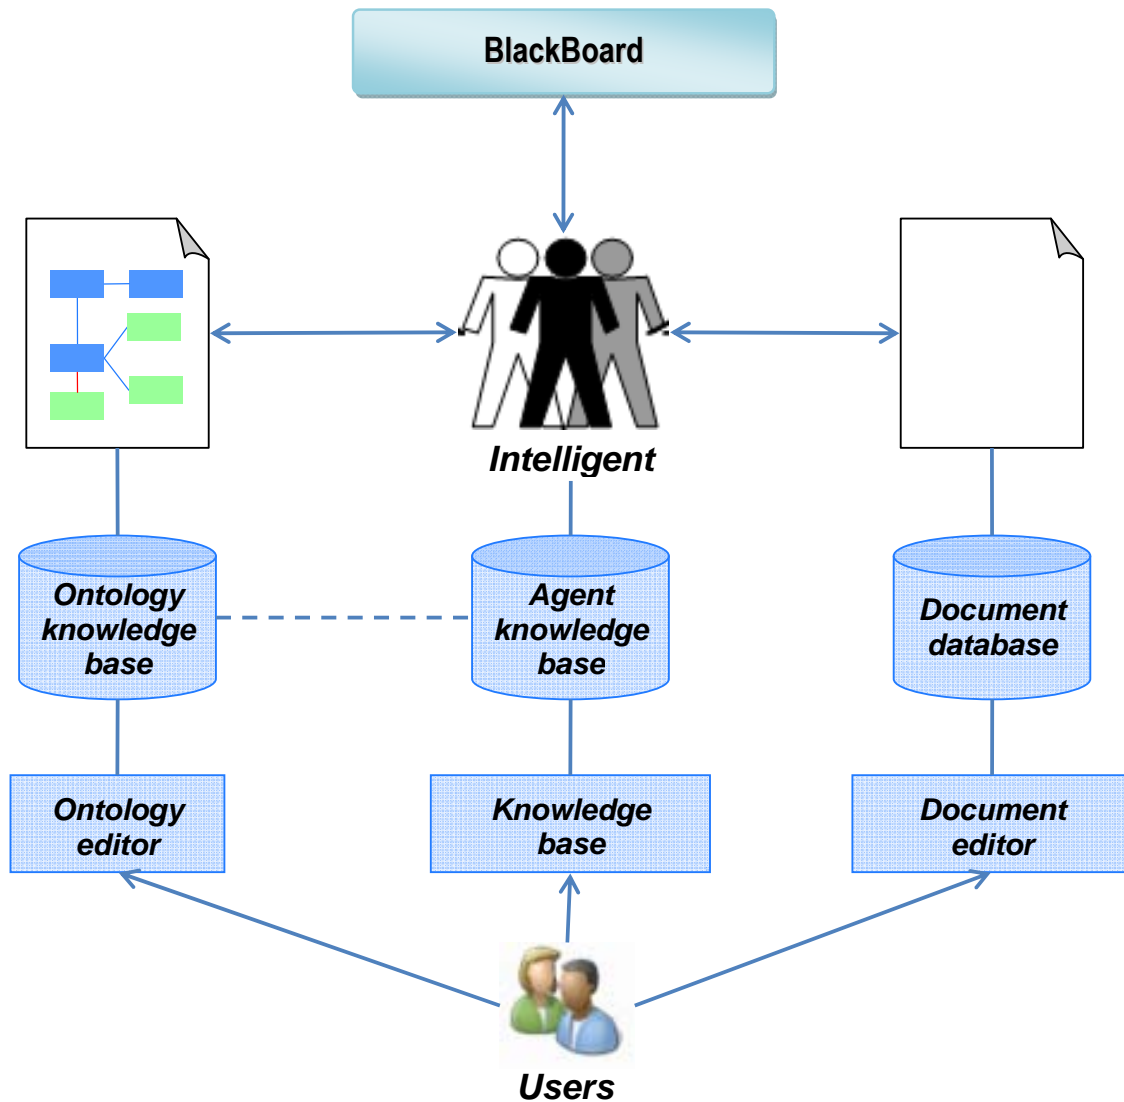 BlackBoard
Intelligent
Ontology
knowledge
base
Agent
knowledge
base
Document
database
Ontology
editor
Knowledge
base
Document
editor
Users